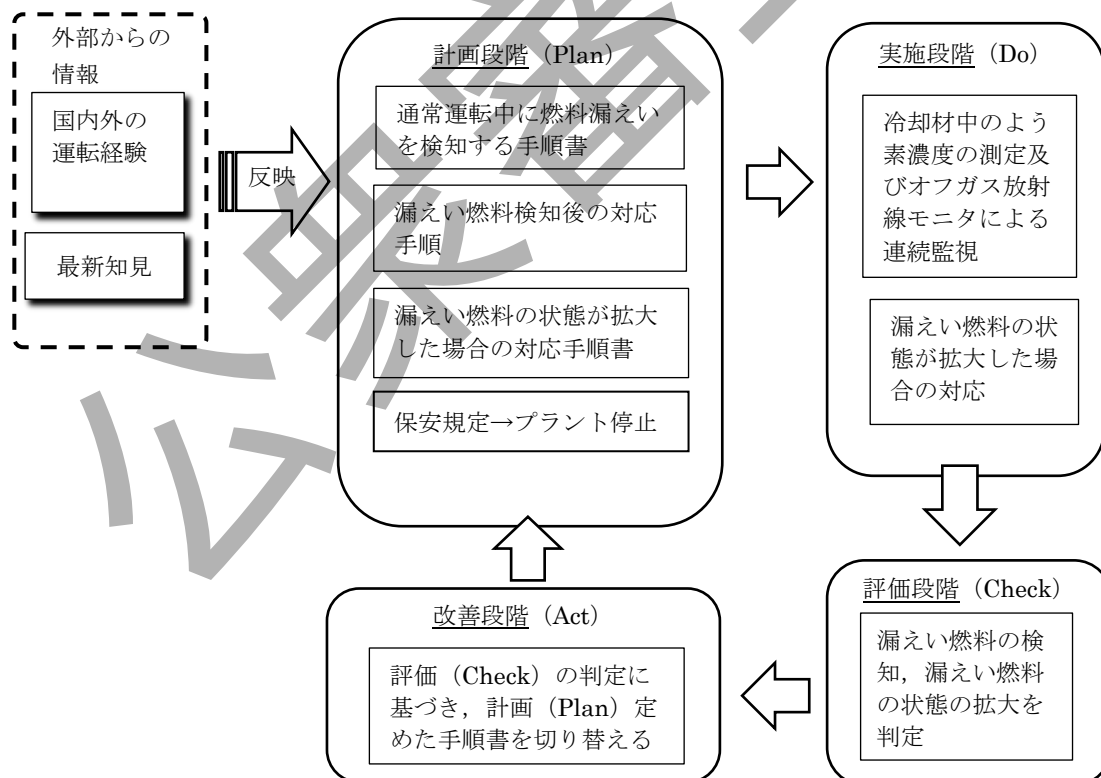 外部からの
情報
国内外の
運転経験
最新知見
反映
計画段階（Plan）
通常運転中に燃料漏えい
を検知する手順書
漏えい燃料検知後の対応
手順
漏えい燃料の状態が拡大
した場合の対応手順書
保安規定→プラント停止
実施段階（Do）
冷却材中のよう
素濃度の測定及
びオフガス放射
線モニタによる
連続監視
漏えい燃料の状
態が拡大した場
合の対応
評価段階（Check）
漏えい燃料の検
知，漏えい燃料
の状態の拡大を
判定
改善段階（Act）
評価（Check）の判定に
基づき，計画（Plan）定
めた手順書を切り替える
公衆審